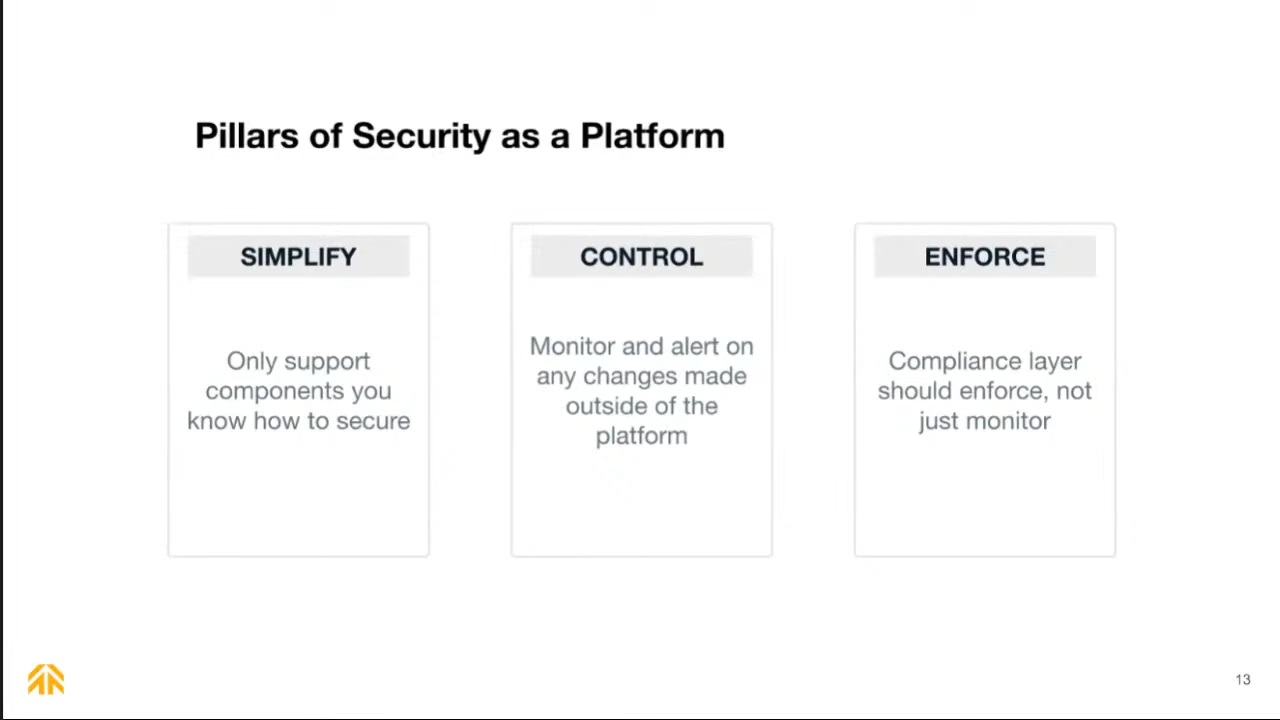 Pillars of Security as a Platform
SIMPLIFY
Only support
components you
know how to secure
CONTROL
Monitor and alert on
any changes made
outside of the
platform
ENFORCE
Compliance layer
should enforce, not
just monitor
13